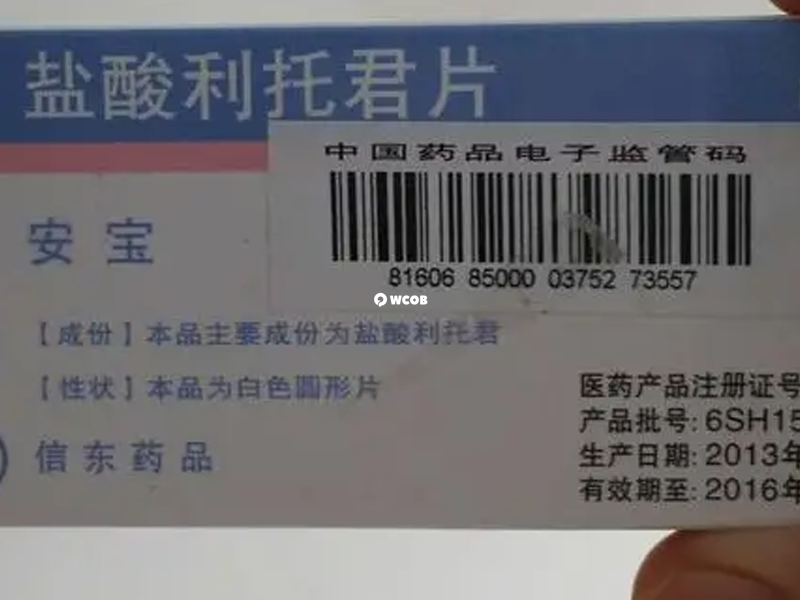 盐酸利托君片
中国药品电子监管码
81606 85000 03752 73557
安宝
WCOB
【成份】本品主要成份为盐酸利托君
【性状】本品为白色圆形片
医药产品注册证号
产品批号: 6SH15
信东药品
生产日期: 2013年
有效期至: 2016年